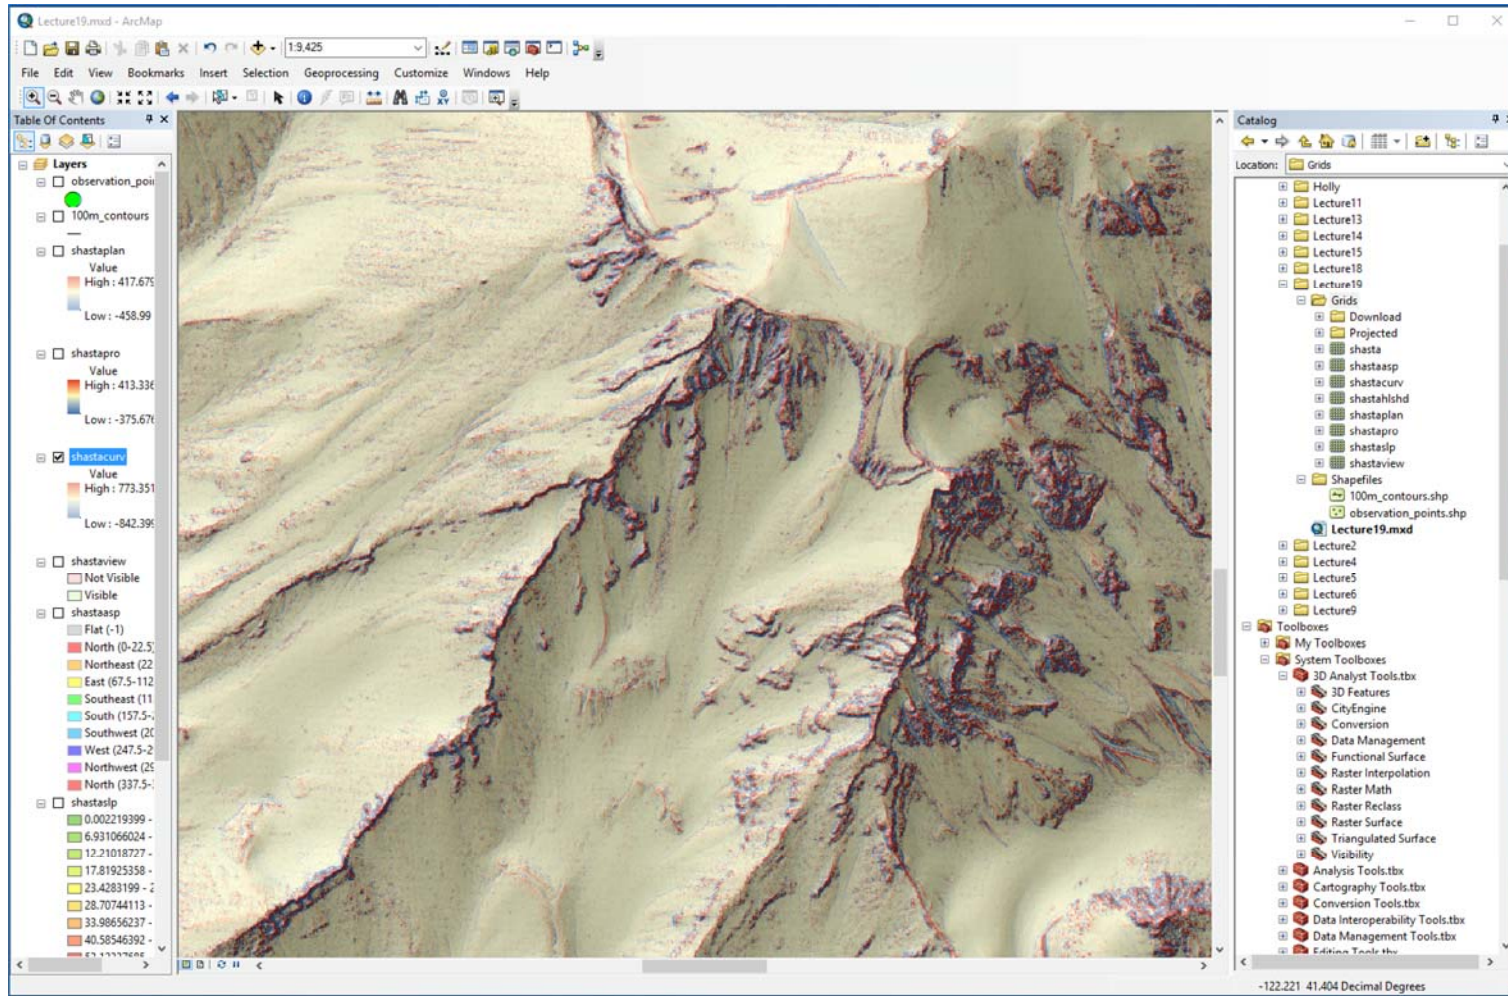 Lecture19.mxd - ArcMap
1:9,425
File Edit View Bookmarks Insert Selection Geoprocessing Customize Windows Help
Table Of Contents
Layers
observation_poin
100m_contours
shastaplan
Value
High : 417.679
Low : -458.99
shastapro
Value
High : 413.336
Low : -375.676
shastacurv
Value
High : 773.351
Low : -842.399
shastaview
Not Visible
Visible
shastaasp
Flat (-1)
North (0-22.5)
Northeast (22
East (67.5-112
Southeast (11
South (157.5-2
Southwest (20
West (247.5-2
Northwest (29
North (337.5-3
shastaslp
0.002219399 -
6.931066024 -
12.21018727 -
17.81925358 -
23.4283199 - 2
28.70744113 -
33.98656237 -
40.58546392 -
Catalog
Location: Grids
Holly
Lecture11
Lecture13
Lecture14
Lecture15
Lecture18
Lecture19
Grids
Download
Projected
shasta
shastaasp
shastacurv
shastahlshd
shastaplan
shastapro
shastaslp
shastaview
Shapefiles
100m_contours.shp
observation_points.shp
Lecture19.mxd
Lecture2
Lecture4
Lecture5
Lecture6
Lecture9
Toolboxes
My Toolboxes
System Toolboxes
3D Analyst Tools.tbx
3D Features
CityEngine
Conversion
Data Management
Functional Surface
Raster Interpolation
Raster Math
Raster Reclass
Raster Surface
Triangulated Surface
Visibility
Analysis Tools.tbx
Cartography Tools.tbx
Conversion Tools.tbx
Data Interoperability Tools.tbx
Data Management Tools.tbx
Editing Tools.tbx
-122.221 41.404 Decimal Degrees